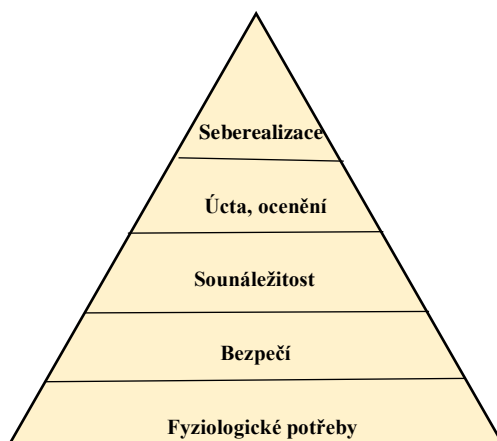 Seberealizace
Úcta, ocenění
Sounáležitost
Bezpečí
Fyziologické potřeby